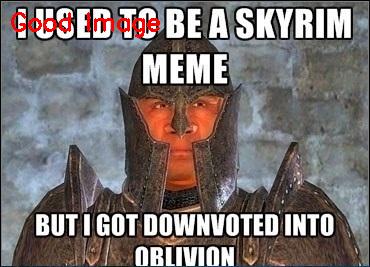 I USED TO BE A SKYRIM
Good Image
MEME
BUT I GOT DOWNVOTED INTO
OBLIVION